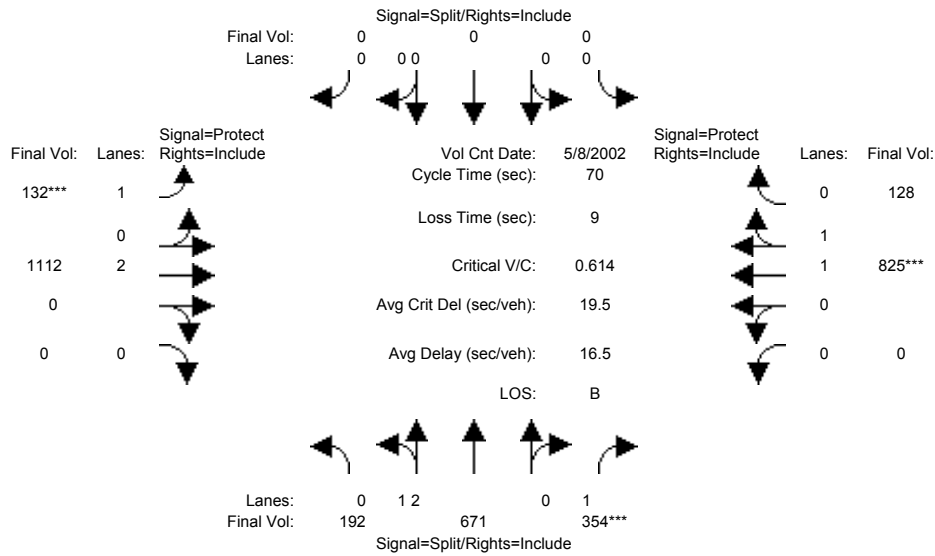 Signal=Split/Rights=Include
Final Vol: 0 0 0
Lanes: 0 0 0 0 0
Signal=Protect Signal=Protect
Final Vol: Lanes: Rights=Include Vol Cnt Date: 5/8/2002 Rights=Include Lanes: Final Vol:
Cycle Time (sec): 70
132*** 1 0 128
Loss Time (sec): 9
0 1
1112 2 Critical V/C: 0.614 1 825***
0 Avg Crit Del (sec/veh): 19.5 0
0 0 Avg Delay (sec/veh): 16.5 0 0
LOS: B
Lanes: 0 1 2 0 1
Final Vol: 192 671 354***
Signal=Split/Rights=Include